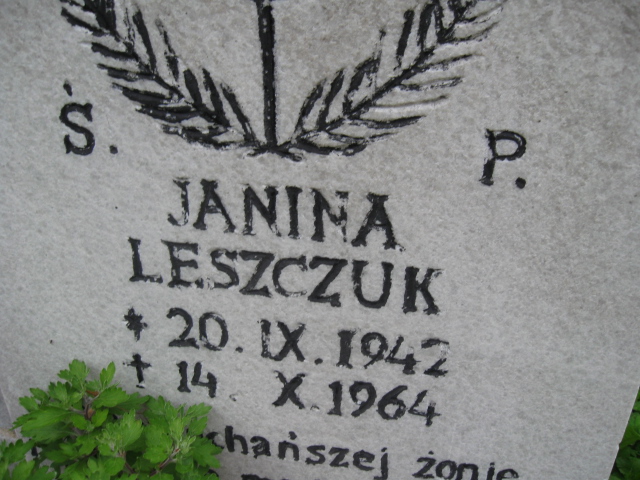 Ś. P.
JANINA
LESZCZUK
* 20. IX. 1942
† 14. X. 1964
chańszej żonie